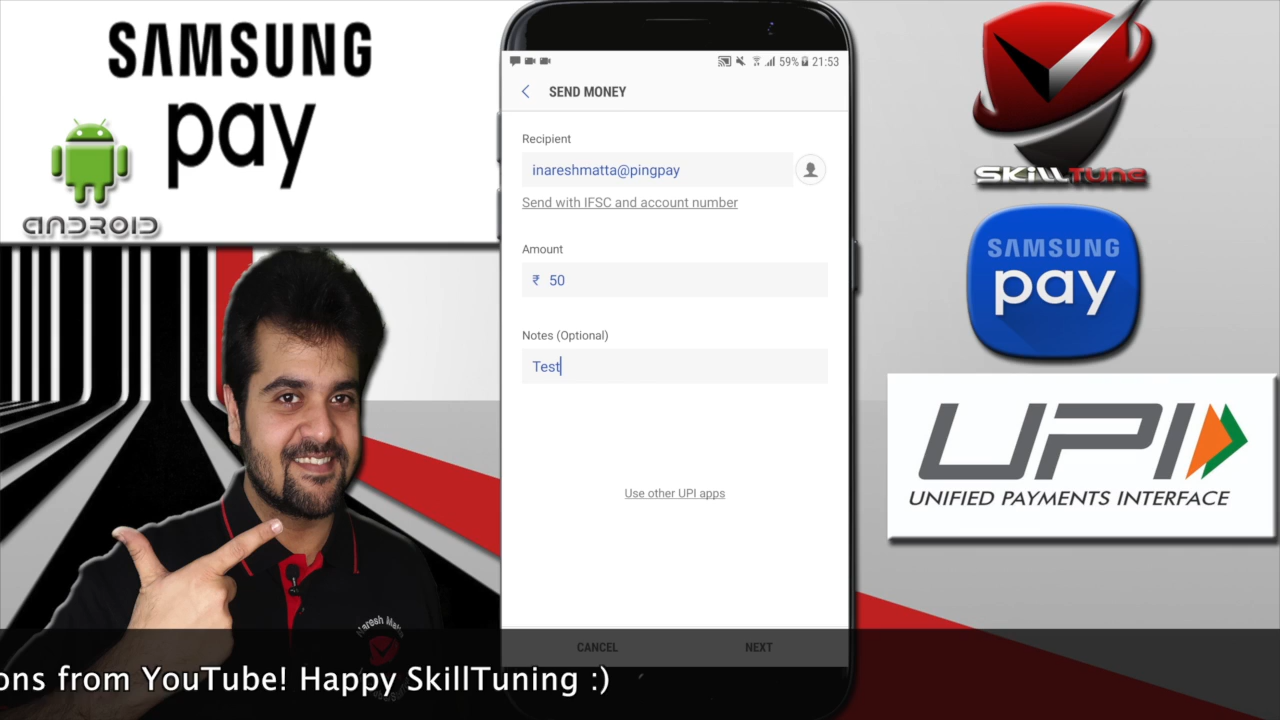 SAMSUNG
pay
ANDROID
59% 21:53
SEND MONEY
Recipient
inareshmatta@pingpay
Send with IFSC and account number
Amount
₹ 50
Notes (Optional)
Test
Use other UPI apps
CANCEL NEXT
SKILLTUNE
SAMSUNG
pay
UPI
UNIFIED PAYMENTS INTERFACE
Naresh Matta
ons from YouTube! Happy SkillTuning :)